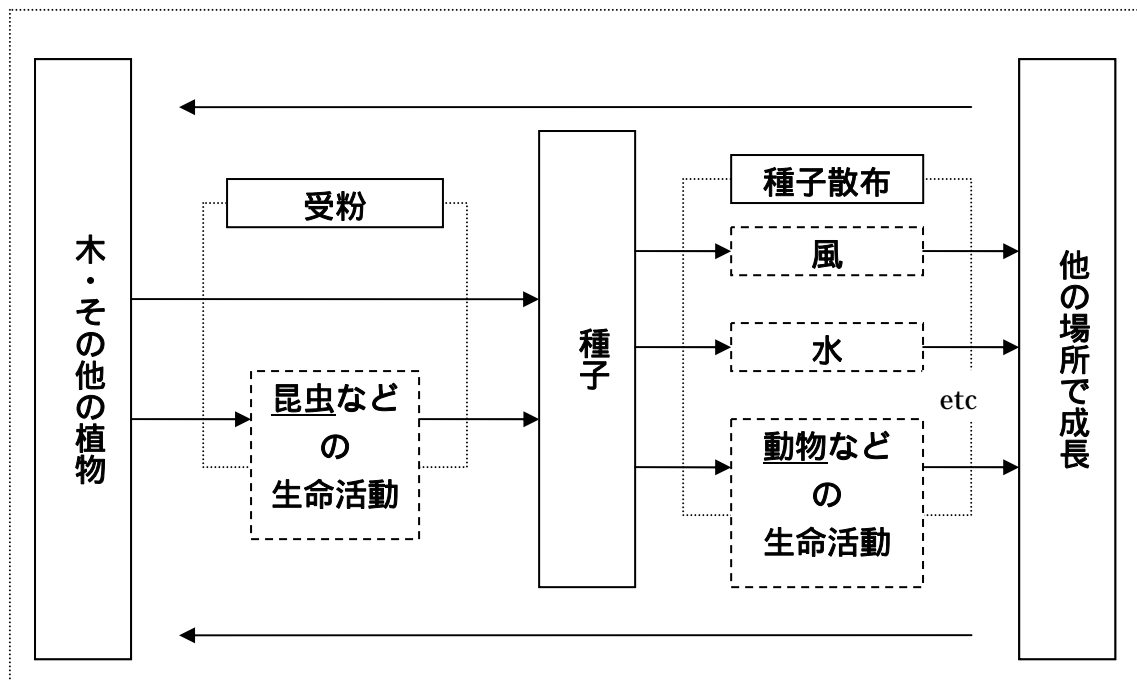 木・その他の植物
受粉
昆虫など
の
生命活動
種子
種子散布
風
水
etc
動物など
の
生命活動
他の場所で成長